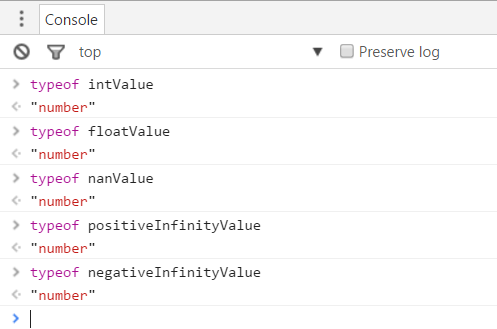 Console
top Preserve log
typeof intValue
"number"
typeof floatValue
"number"
typeof nanValue
"number"
typeof positiveInfinityValue
"number"
typeof negativeInfinityValue
"number"